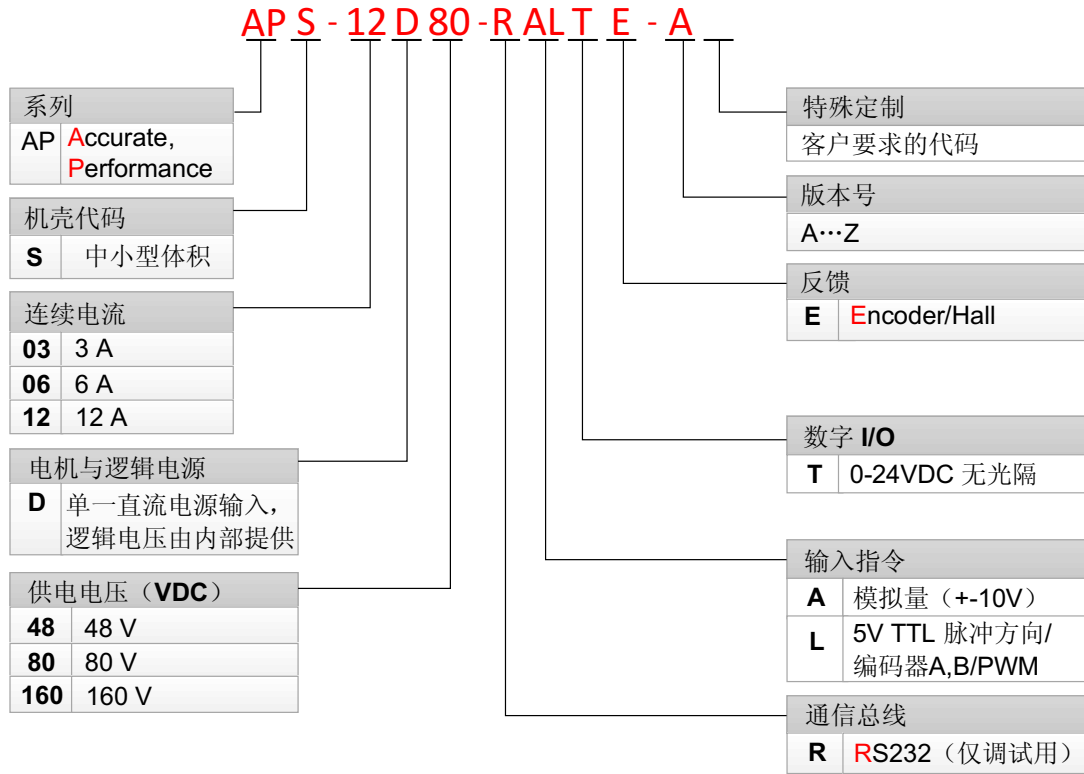 APS-12D80-RALTE-A
系列
AP Accurate,
Performance
机壳代码
S 中小型体积
连续电流
03 3 A
06 6 A
12 12 A
电机与逻辑电源
D 单一直流电源输入，
逻辑电压由内部提供
供电电压（VDC）
48 48 V
80 80 V
160 160 V
特殊定制
客户要求的代码
版本号
A…Z
反馈
E Encoder/Hall
数字 I/O
T 0-24VDC 无光隔
输入指令
A 模拟量（+-10V）
L 5V TTL 脉冲方向/
编码器A,B/PWM
通信总线
R RS232（仅调试用）